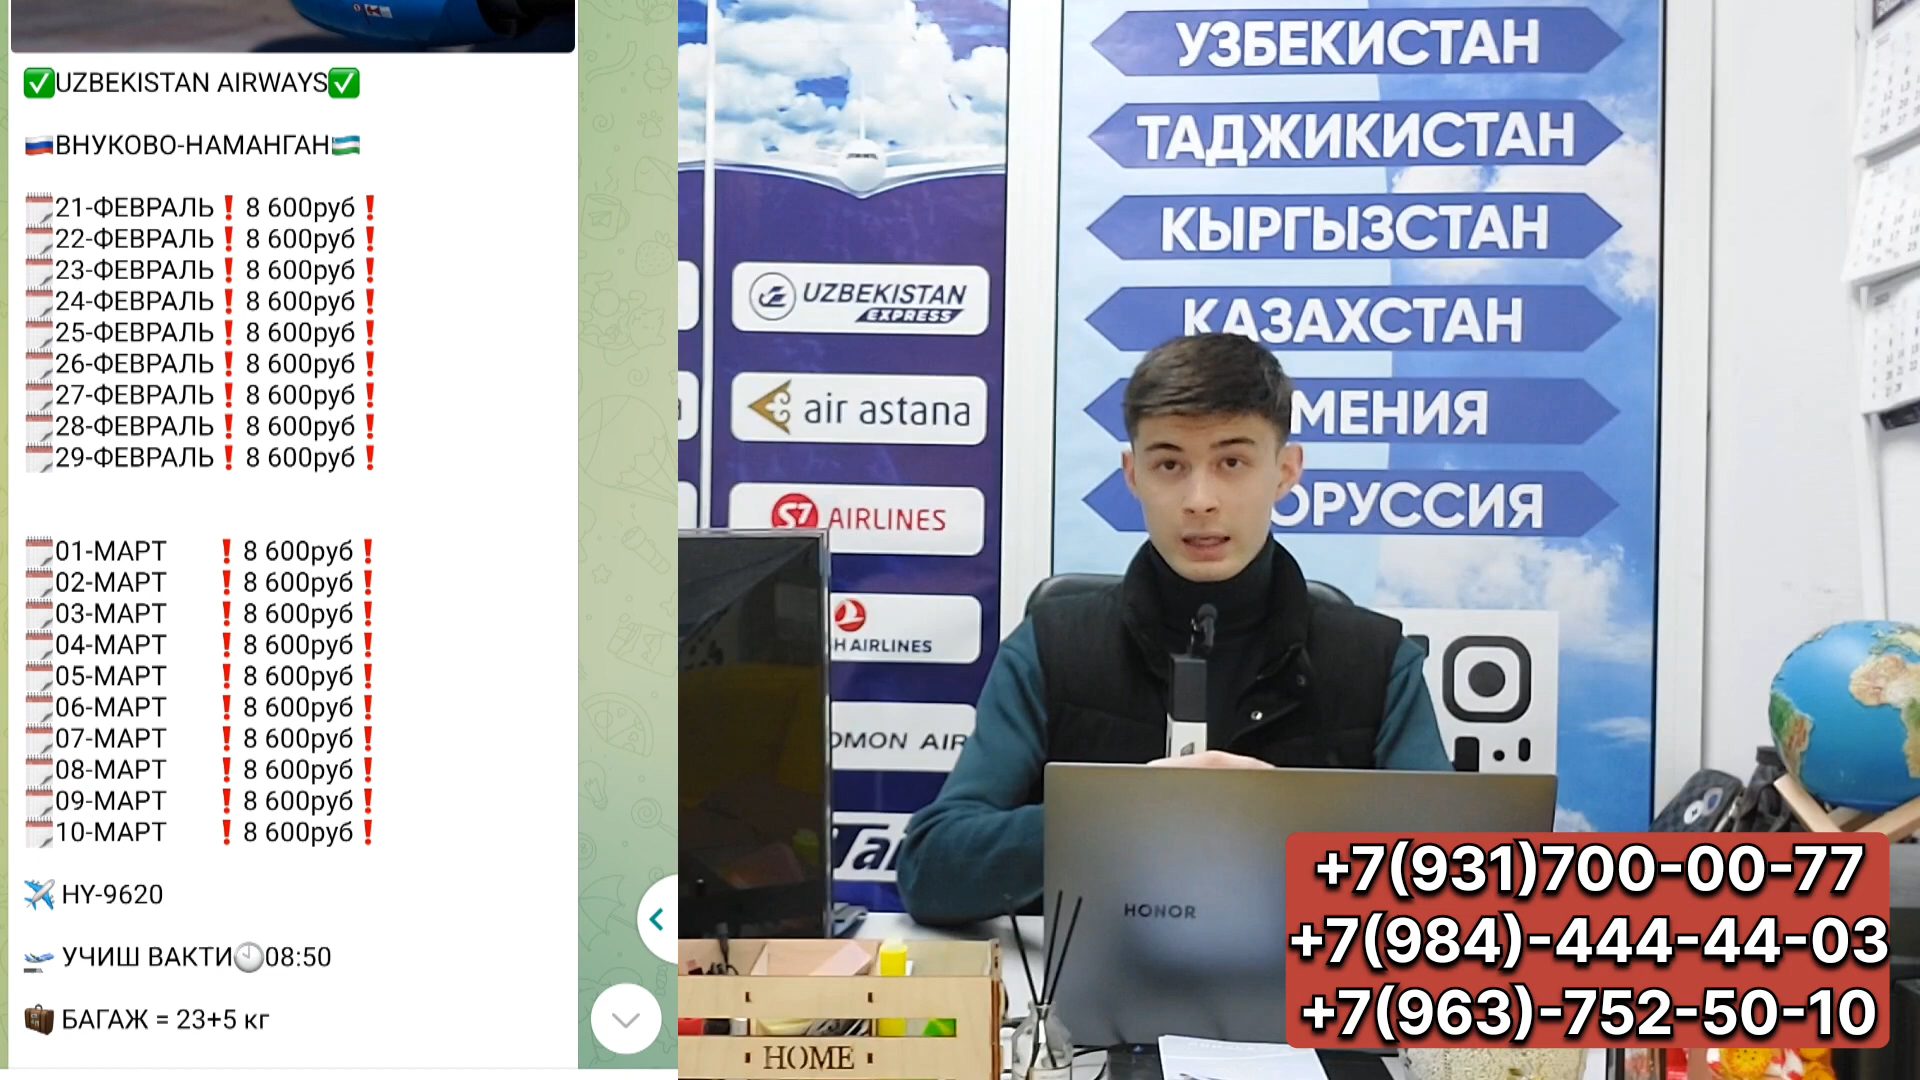 UZBEKISTAN AIRWAYS
ВНУКОВО-НАМАНГАН
21-ФЕВРАЛЬ❗8 600руб❗
22-ФЕВРАЛЬ❗8 600руб❗
23-ФЕВРАЛЬ❗8 600руб❗
24-ФЕВРАЛЬ❗8 600руб❗
25-ФЕВРАЛЬ❗8 600руб❗
26-ФЕВРАЛЬ❗8 600руб❗
27-ФЕВРАЛЬ❗8 600руб❗
28-ФЕВРАЛЬ❗8 600руб❗
29-ФЕВРАЛЬ❗8 600руб❗
01-МАРТ ❗8 600руб❗
02-МАРТ ❗8 600руб❗
03-МАРТ ❗8 600руб❗
04-МАРТ ❗8 600руб❗
05-МАРТ ❗8 600руб❗
06-МАРТ ❗8 600руб❗
07-МАРТ ❗8 600руб❗
08-МАРТ ❗8 600руб❗
09-МАРТ ❗8 600руб❗
10-МАРТ ❗8 600руб❗
HY-9620
УЧИШ ВАКТИ 08:50
БАГАЖ = 23+5 кг
УЗБЕКИСТАН
ТАДЖИКИСТАН
КЫРГЫЗСТАН
КАЗАХСТАН
МЕНИЯ
ОРУССИЯ
UZBEKISTAN
EXPRESS
air astana
S7 AIRLINES
H AIRLINES
OMON AIR
HONOR
HOME
+7(931)700-00-77
+7(984)-444-44-03
+7(963)-752-50-10